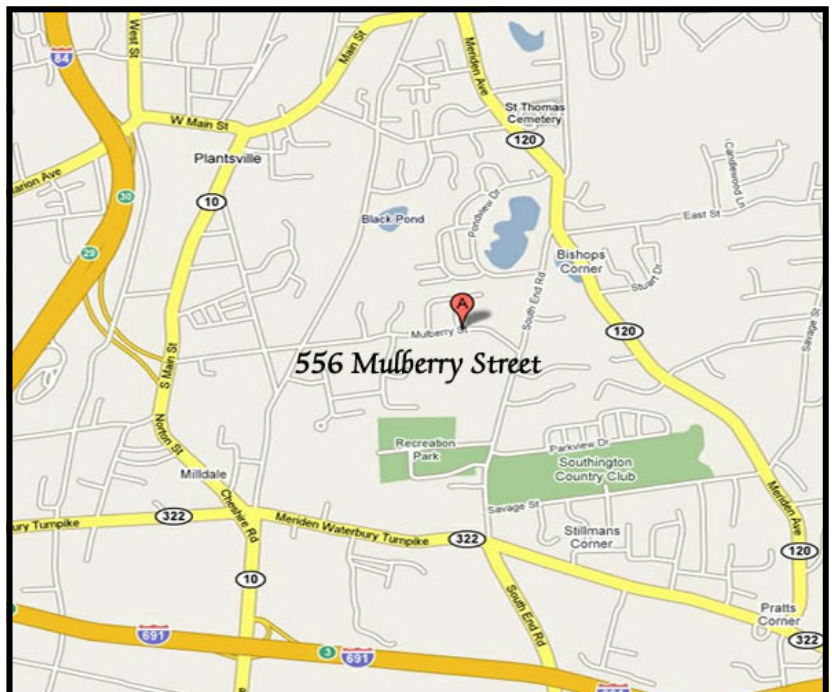 West St
Main St
Meriden Ave
84
St Thomas
Cemetery
W Main St
120
Plantsville
Candlewood Ln
30
10
Pondview Dr
Black Pond
East St
29
Bishops
Corner
Stuart Dr
A
South End Rd
Mulberry St
120
Savage St
556 Mulberry Street
S Main St
Norton St
Recreation
Park
Parkview Dr
Southington
Country Club
Milldale
Cheshire Rd
Savage St
Meriden Ave
322
Meriden Waterbury Turnpike
322
Stillmans
Corner
120
10
South End Rd
Pratts
Corner
322
691
3
691